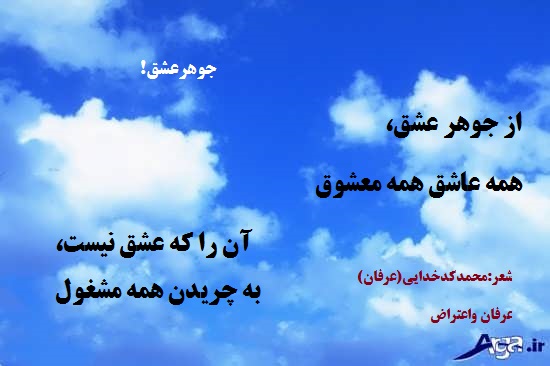 جوهرعشق!
از جوهر عشق،
همه عاشق همه معشوق
آن را که عشق نیست،
به چریدن همه مشغول
شعر:محمدکدخدایی(عرفان)
عرفان واعتراض
Arga.ir